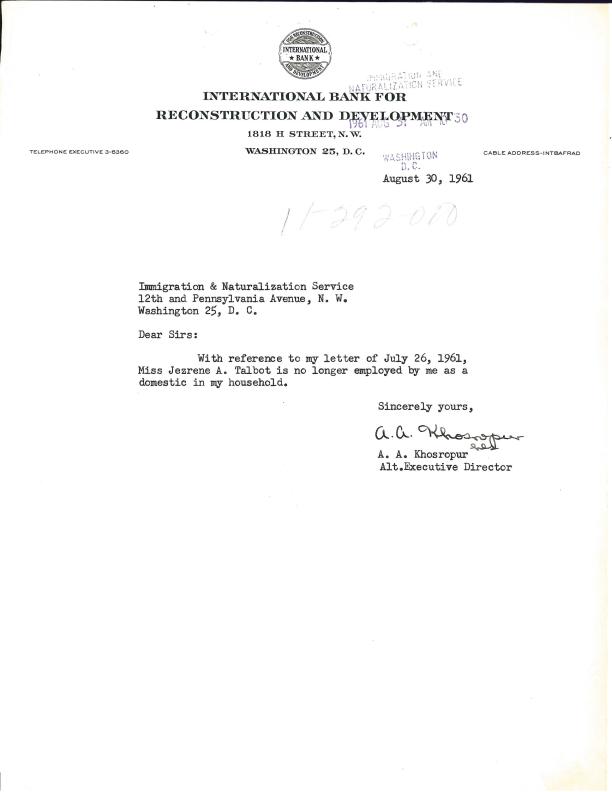 FOR RECONSTRUCTION
INTERNATIONAL
★ BANK ★
AND DEVELOPMENT
IMMIGRATION AND
NATURALIZATION SERVICE
INTERNATIONAL BANK FOR
RECONSTRUCTION AND DEVELOPMENT
1961 AUG 31 AM 10 30
1818 H STREET, N. W.
TELEPHONE EXECUTIVE 3-6360
WASHINGTON 25, D. C.
CABLE ADDRESS-INTBAFRAD
WASHINGTON
D. C.
August 30, 1961
11-292-010
Immigration & Naturalization Service
12th and Pennsylvania Avenue, N. W.
Washington 25, D. C.
Dear Sirs:
With reference to my letter of July 26, 1961,
Miss Jezrene A. Talbot is no longer employed by me as a
domestic in my household.
Sincerely yours,
A. A. Khosropur
A. A. Khosropur
Alt.Executive Director